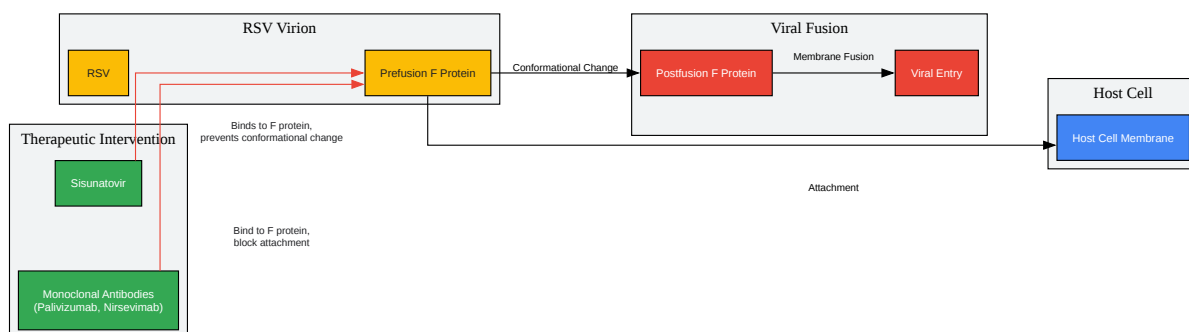 RSV Virion
RSV
Prefusion F Protein
Conformational Change
Viral Fusion
Postfusion F Protein
Membrane Fusion
Viral Entry
Host Cell
Host Cell Membrane
Therapeutic Intervention
Sisunatovir
Binds to F protein,
prevents conformational change
Attachment
Bind to F protein,
block attachment
Monoclonal Antibodies
(Palivizumab, Nirsevimab)